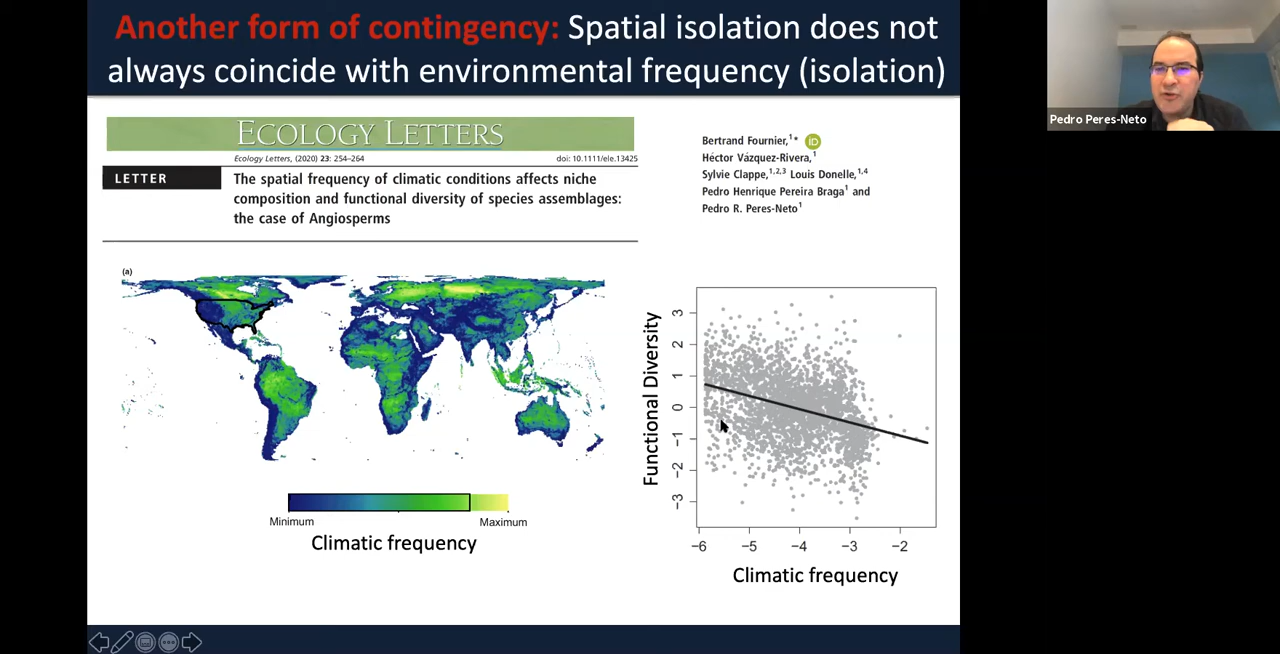 Another form of contingency: Spatial isolation does not
always coincide with environmental frequency (isolation)
Pedro Peres-Neto
ECOLOGY LETTERS
Ecology Letters, (2020) 23: 254–264
doi: 10.1111/ele.13425
LETTER
The spatial frequency of climatic conditions affects niche
composition and functional diversity of species assemblages:
the case of Angiosperms
Bertrand Fournier,1* iD
Héctor Vázquez-Rivera,1
Sylvie Clappe,1,2,3 Louis Donelle,1,4
Pedro Henrique Pereira Braga1 and
Pedro R. Peres-Neto1
(a)
Minimum
Maximum
Climatic frequency
Functional Diversity
3
2
1
0
−1
−2
−3
−6 −5 −4 −3 −2
Climatic frequency